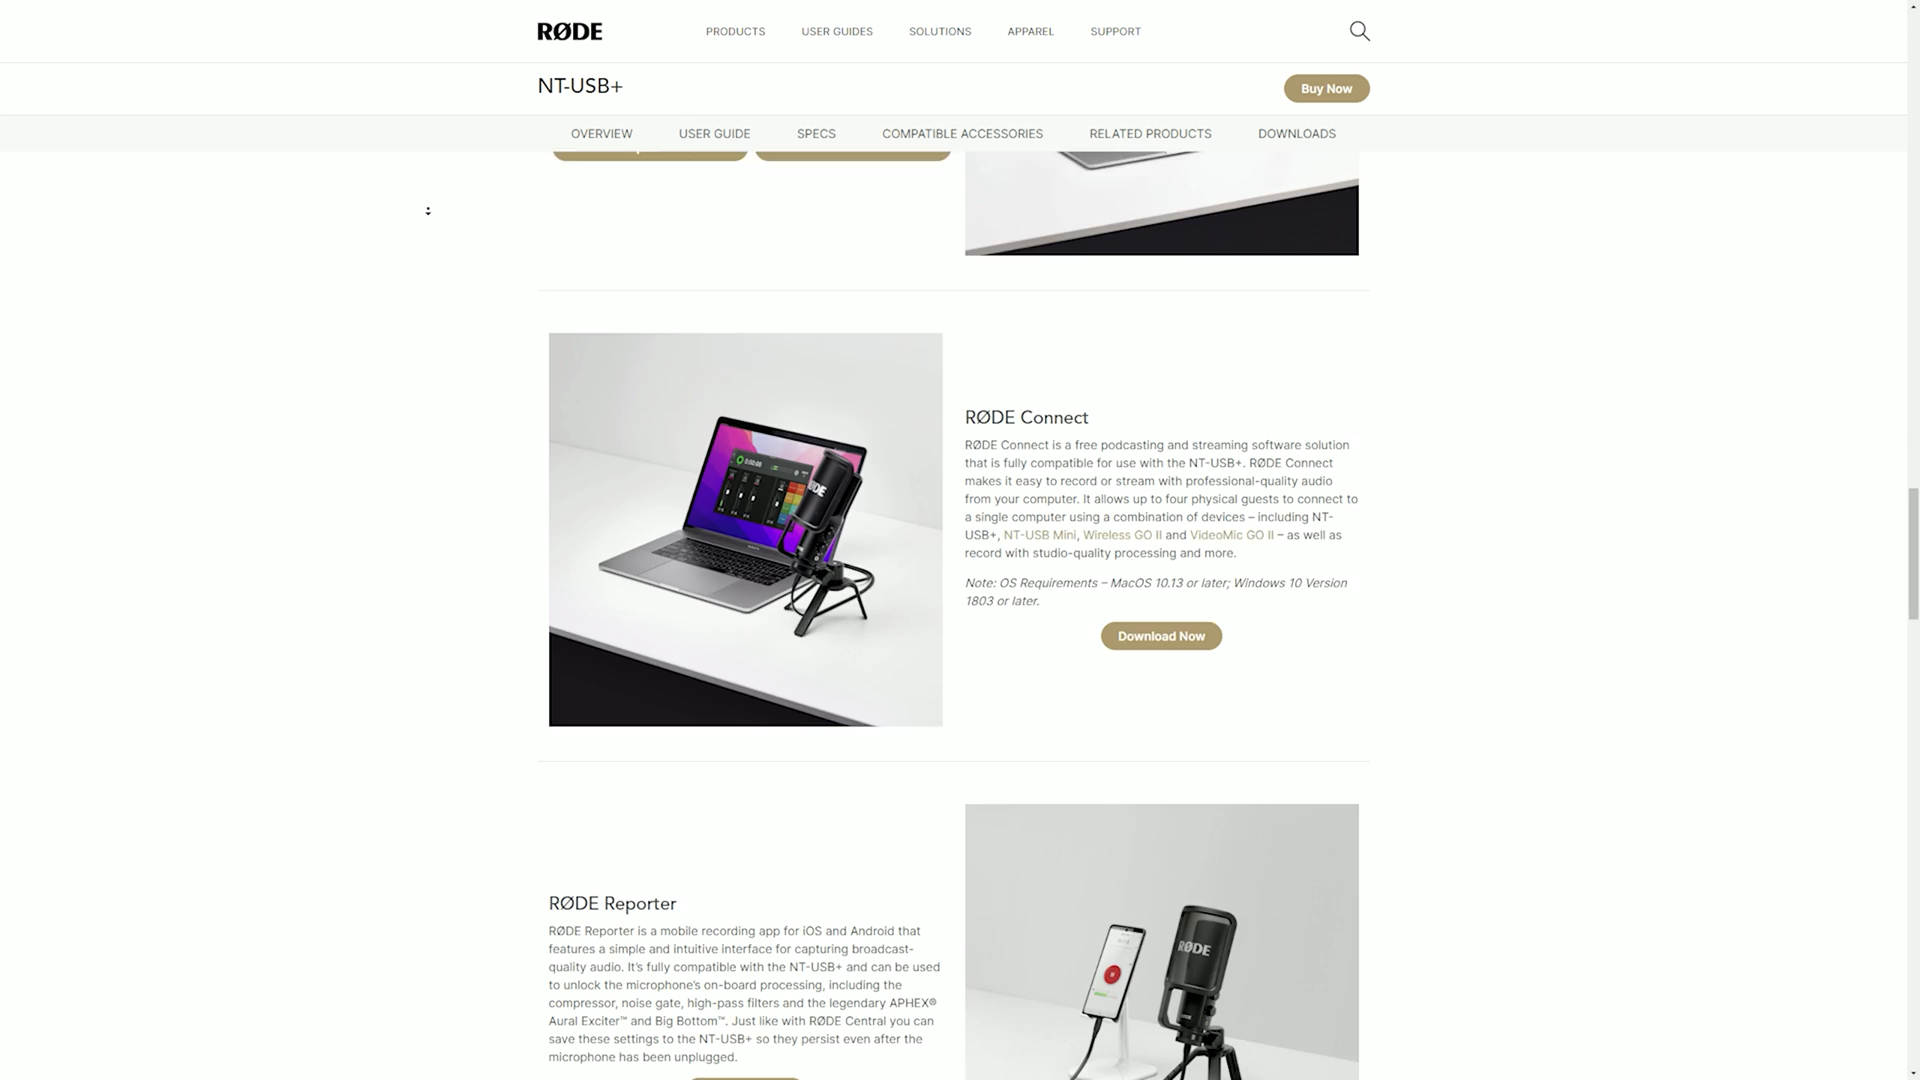 RØDE
PRODUCTS USER GUIDES SOLUTIONS APPAREL SUPPORT
NT-USB+
Buy Now
OVERVIEW USER GUIDE SPECS COMPATIBLE ACCESSORIES RELATED PRODUCTS DOWNLOADS
RØDE Connect
RØDE Connect is a free podcasting and streaming software solution
that is fully compatible for use with the NT-USB+. RØDE Connect
makes it easy to record or stream with professional-quality audio
from your computer. It allows up to four physical guests to connect to
a single computer using a combination of devices – including NT-
USB+, NT-USB Mini, Wireless GO II and VideoMic GO II – as well as
record with studio-quality processing and more.
Note: OS Requirements – MacOS 10.13 or later; Windows 10 Version
1803 or later.
Download Now
RØDE Reporter
RØDE Reporter is a mobile recording app for iOS and Android that
features a simple and intuitive interface for capturing broadcast-
quality audio. It's fully compatible with the NT-USB+ and can be used
to unlock the microphone's on-board processing, including the
compressor, noise gate, high-pass filters and the legendary APHEX®
Aural Exciter™ and Big Bottom™. Just like with RØDE Central you can
save these settings to the NT-USB+ so they persist even after the
microphone has been unplugged.
RØDE